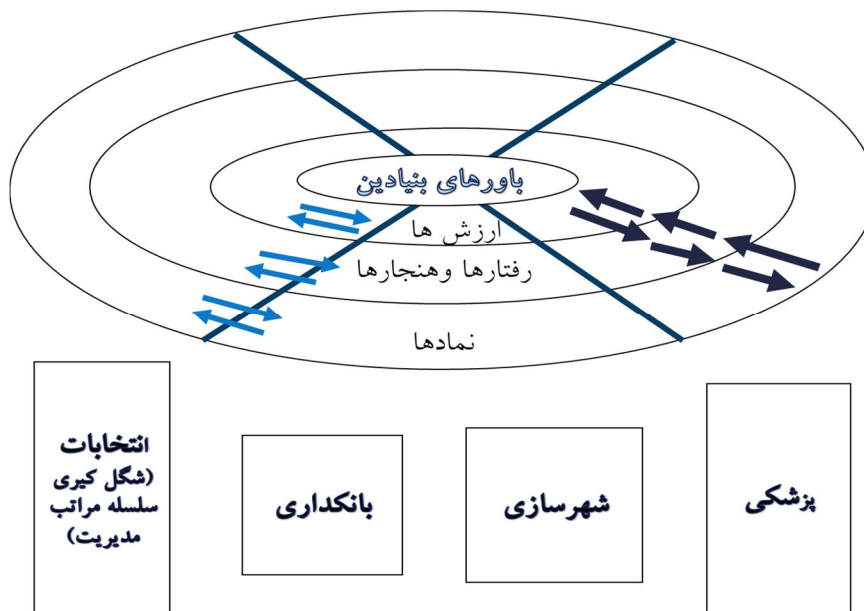 باورهای بنیادین
ارزش ها
رفتارها وهنجارها
نمادها
انتخابات
(شگل کیری
سلسله مراتب
مدیریت)
بانکداری
شهرسازی
پزشکی